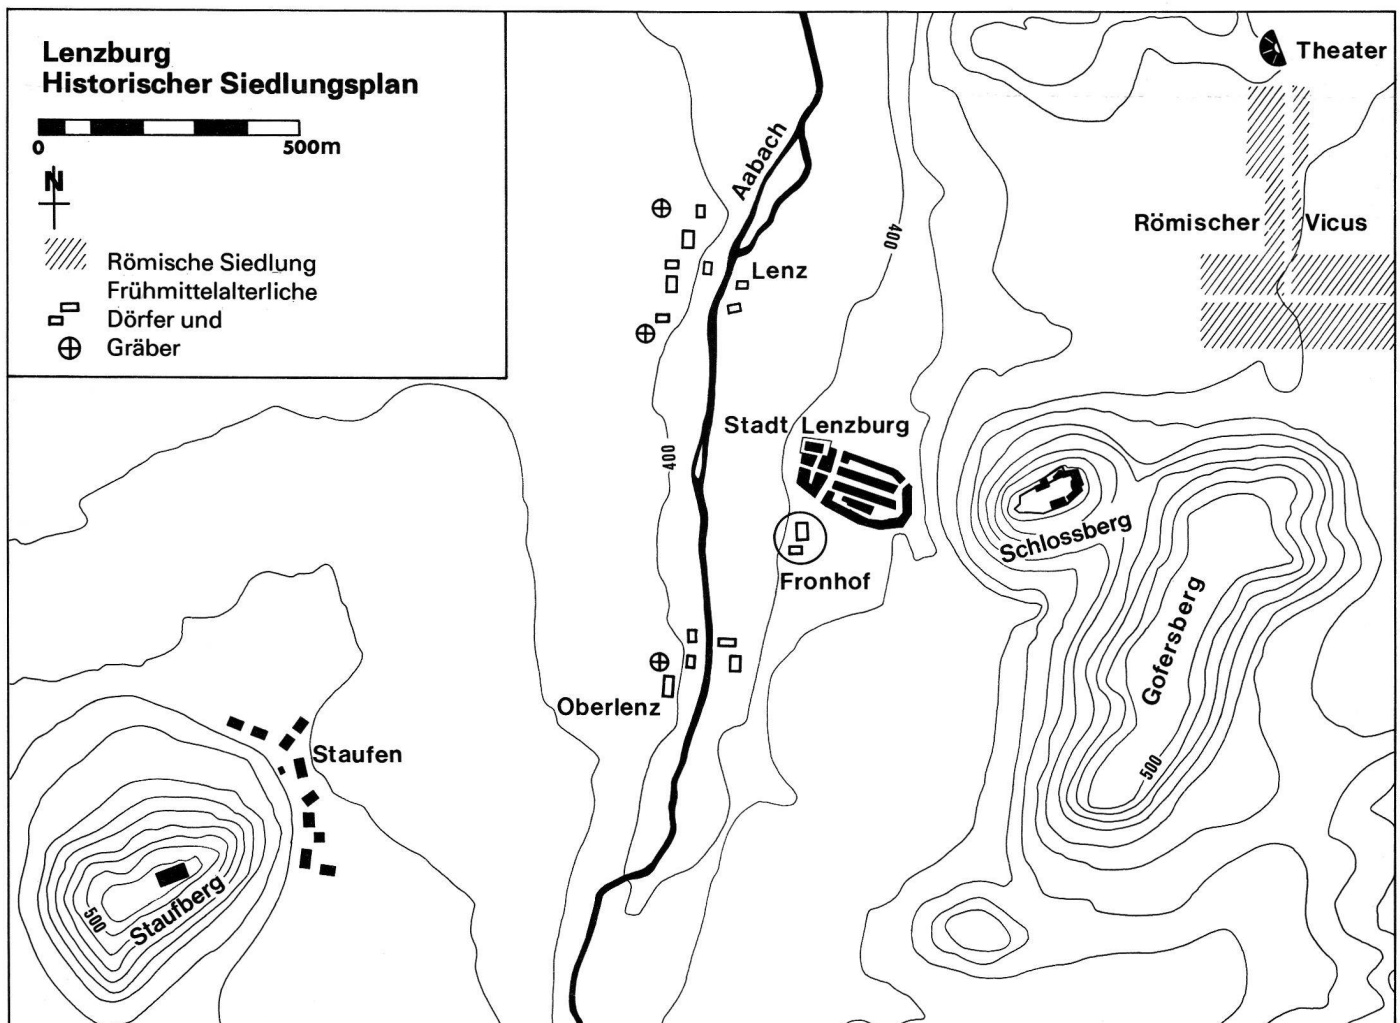 Lenzburg
Historischer Siedlungsplan
0 500m
N
Römische Siedlung
Frühmittelalterliche
Dörfer und
Gräber
Theater
Aabach
Römischer Vicus
400
Lenz
Stadt Lenzburg
400
Schlossberg
Fronhof
Gofersberg
Oberlenz
Staufen
500
500
Staufberg